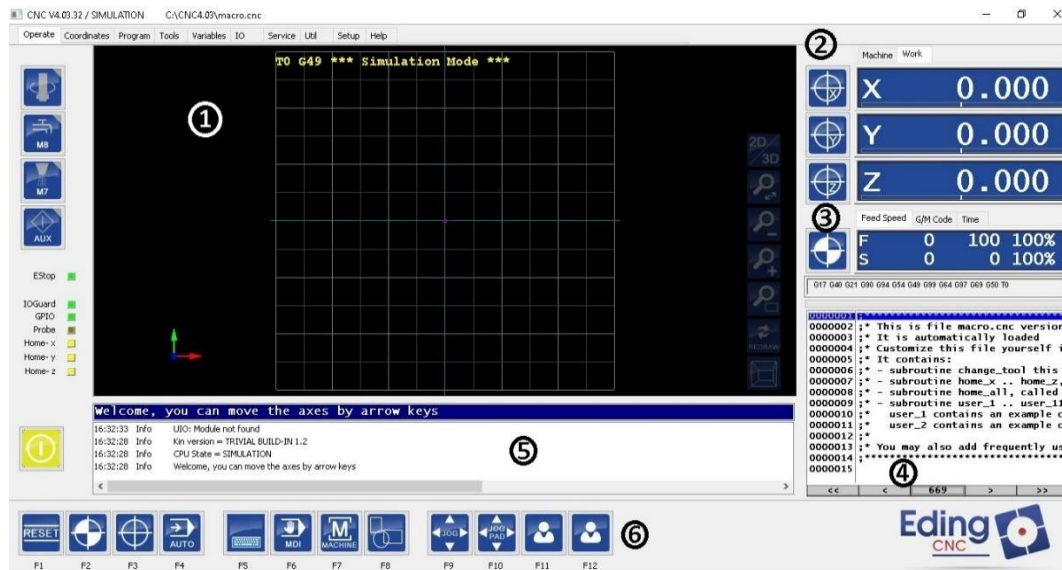 CNC V4.03.32 / SIMULATION C:\CNC4.03\macro.cnc
Operate Coordinates Program Tools Variables IO Service Util Setup Help
T0 G49 *** Simulation Mode ***
①
②
Machine Work
X 0.000
Y 0.000
Z 0.000
X
Y
Z
M8
M7
AUX
2D/3D
REDRAW
③
Feed Speed G/M Code Time
F 0 100 100%
S 0 0 100%
G17 G40 G21 G90 G94 G54 G49 G99 G64 G97 G69 G50 T0
EStop
IOGuard
GPIO
Probe
Home- x
Home- y
Home- z
0000001 ;***************************
0000002 ;* This is file macro.cnc version
0000003 ;* It is automatically loaded
0000004 ;* Customize this file yourself i
0000005 ;* It contains:
0000006 ;* - subroutine change_tool this
0000007 ;* - subroutine home_x .. home_z,
0000008 ;* - subroutine home_all, called
0000009 ;* - subroutine user_1 .. user_11
0000010 ;* user_1 contains an example o
0000011 ;* user_2 contains an example o
0000012 ;*
0000013 ;* You may also add frequently us
0000014 ;***************************
0000015
④
<< < 669 > >>
Welcome, you can move the axes by arrow keys
16:32:33 Info UIO: Module not found
16:32:28 Info Kin version = TRIVIAL BUILD-IN 1.2
16:32:28 Info CPU State = SIMULATION
16:32:28 Info Welcome, you can move the axes by arrow keys
⑤
RESET
AUTO
MDI
M
MACHINE
JOG
JOG PAD
⑥
F1 F2 F3 F4 F5 F6 F7 F8 F9 F10 F11 F12
Eding
CNC